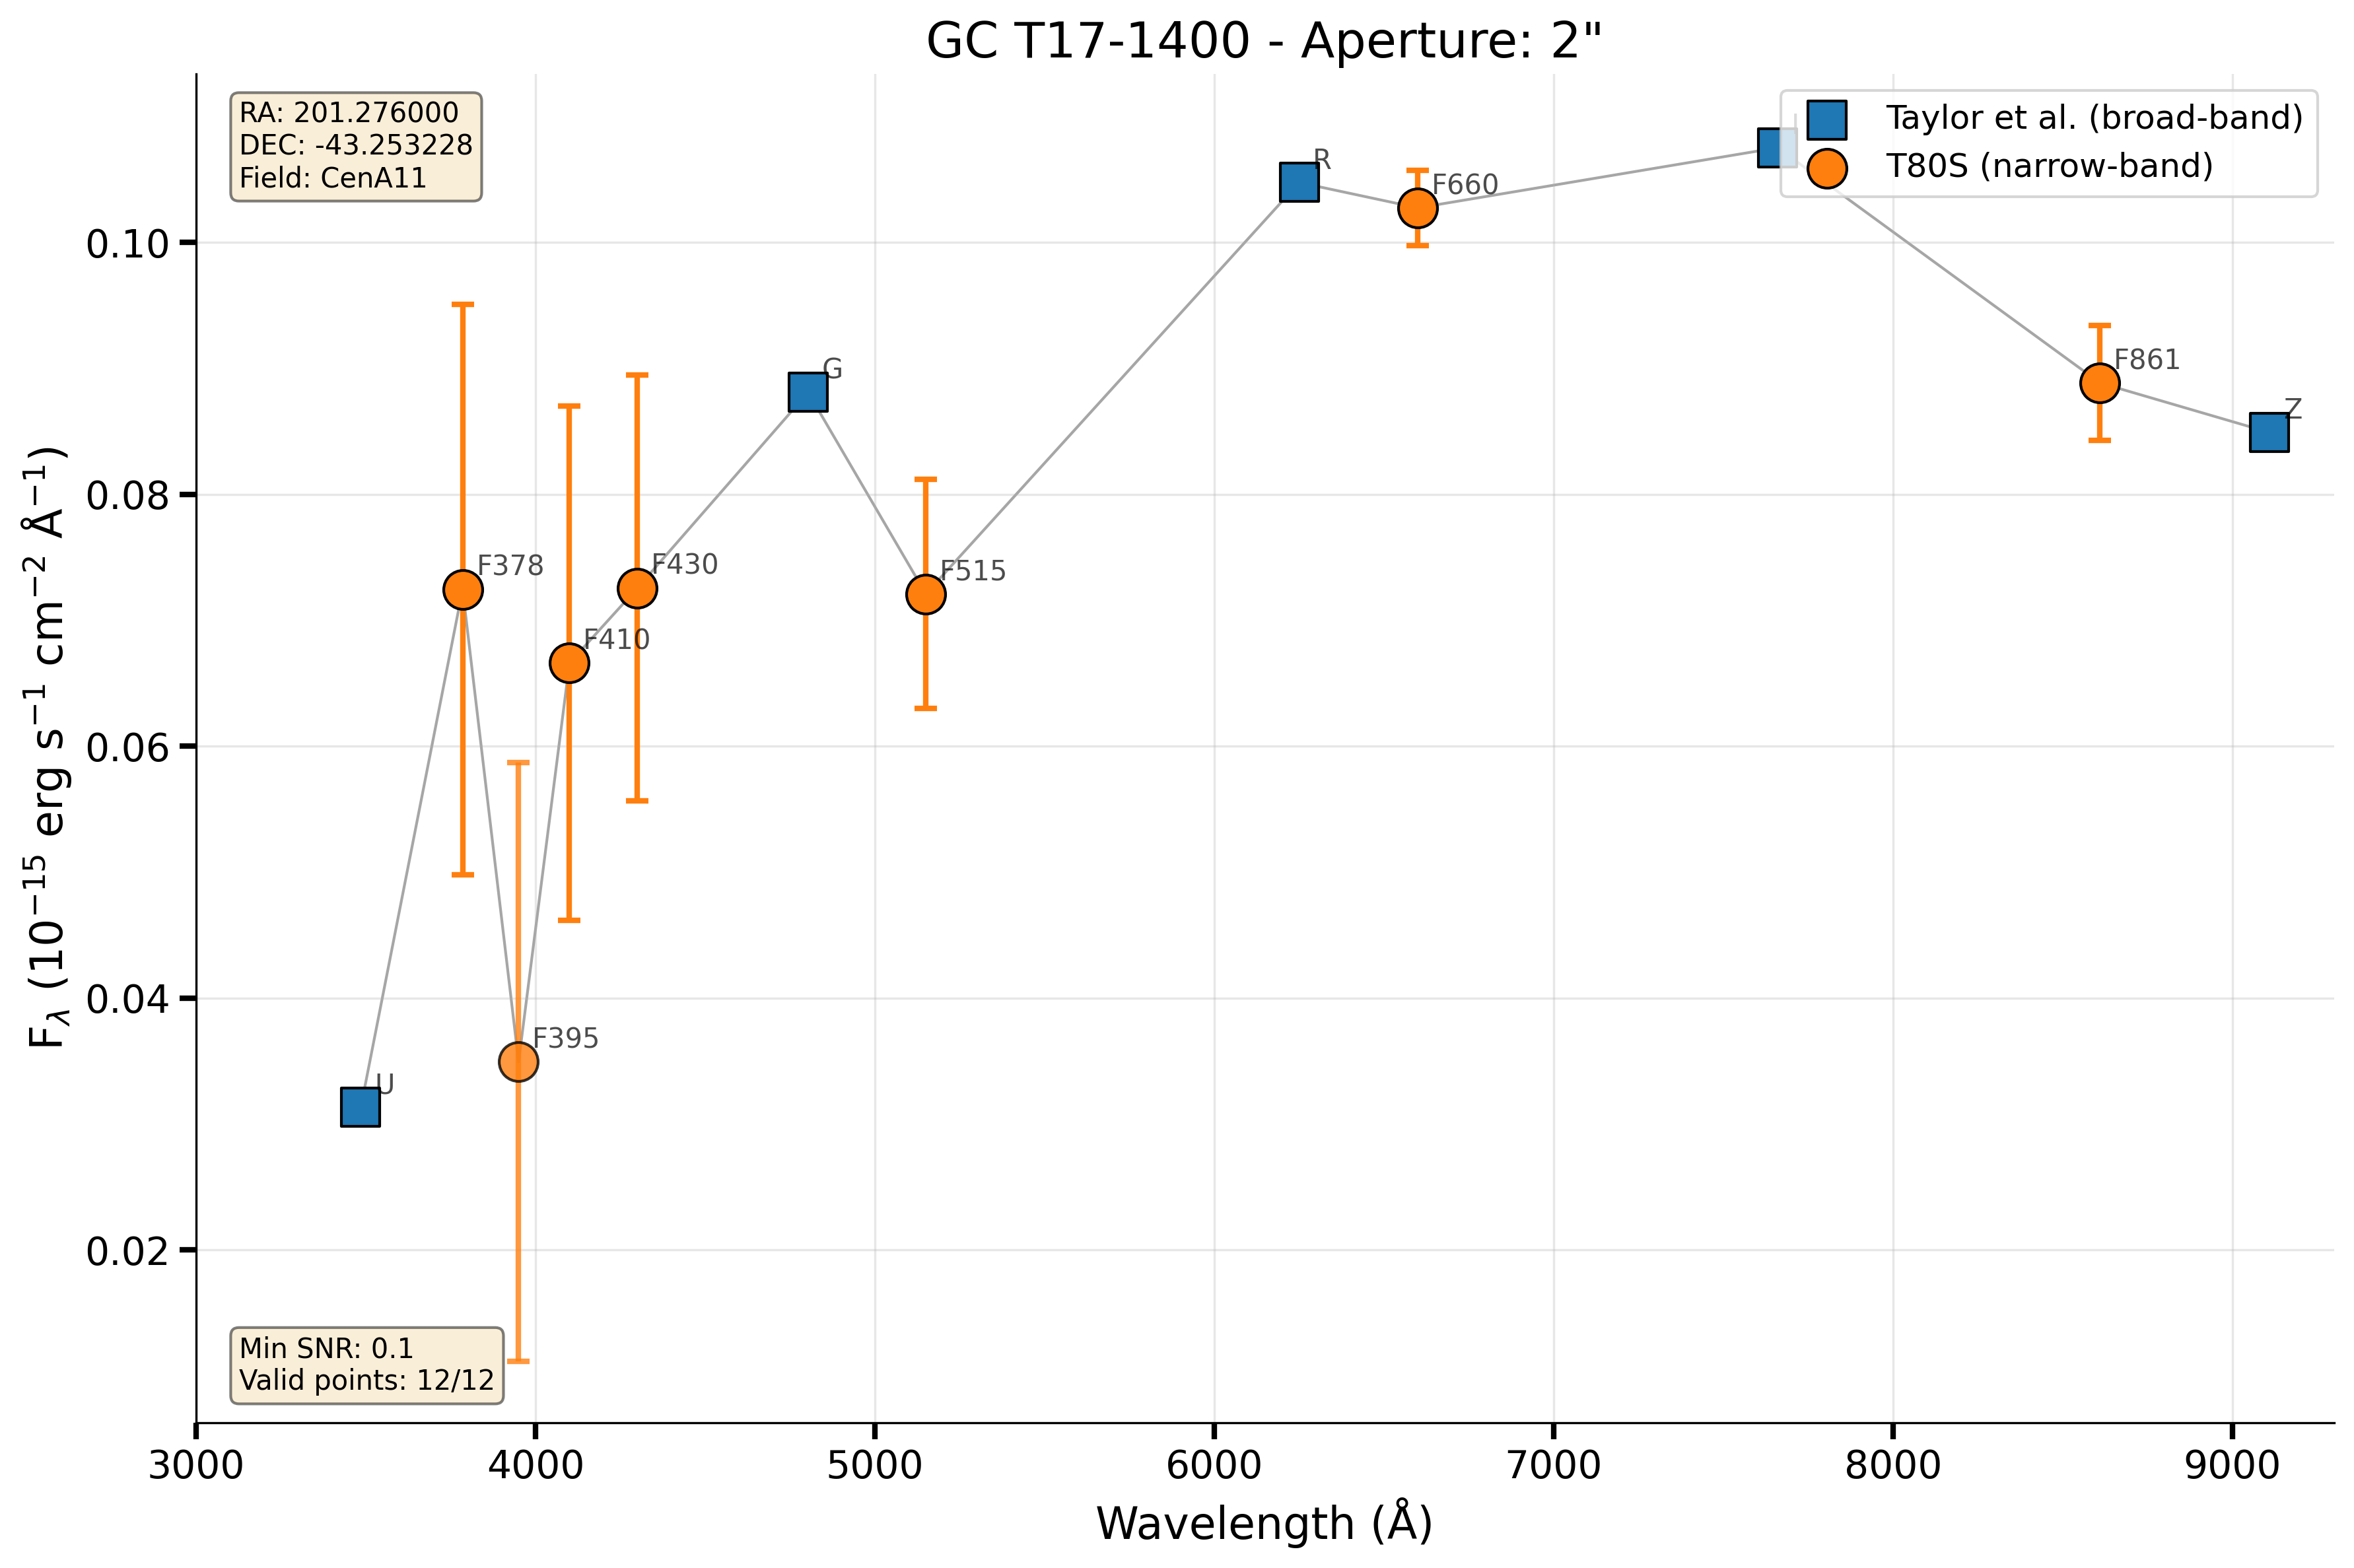 GC T17-1400 - Aperture: 2"
RA: 201.276000
DEC: -43.253228
Field: CenA11
Taylor et al. (broad-band)
T80S (narrow-band)
R
F660
G
F861
Z
F378
F430
F515
F410
F395
U
Min SNR: 0.1
Valid points: 12/12
0.10
0.08
0.06
0.04
0.02
3000 4000 5000 6000 7000 8000 9000
Wavelength (Å)
F_λ (10⁻¹⁵ erg s⁻¹ cm⁻² Å⁻¹)